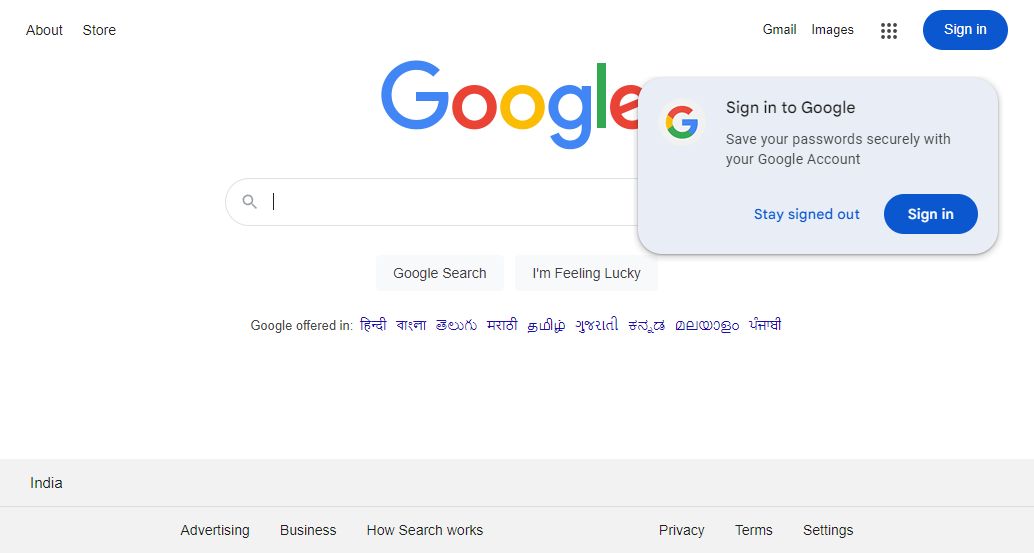 About Store
Gmail Images Sign in
Google
Sign in to Google
Save your passwords securely with
your Google Account
Stay signed out Sign in
Google Search I'm Feeling Lucky
Google offered in: हिन्दी বাংলা తెలుగు मराठी தமிழ் ગુજરાતી ಕನ್ನಡ മലയാളം ਪੰਜਾਬੀ
India
Advertising Business How Search works Privacy Terms Settings